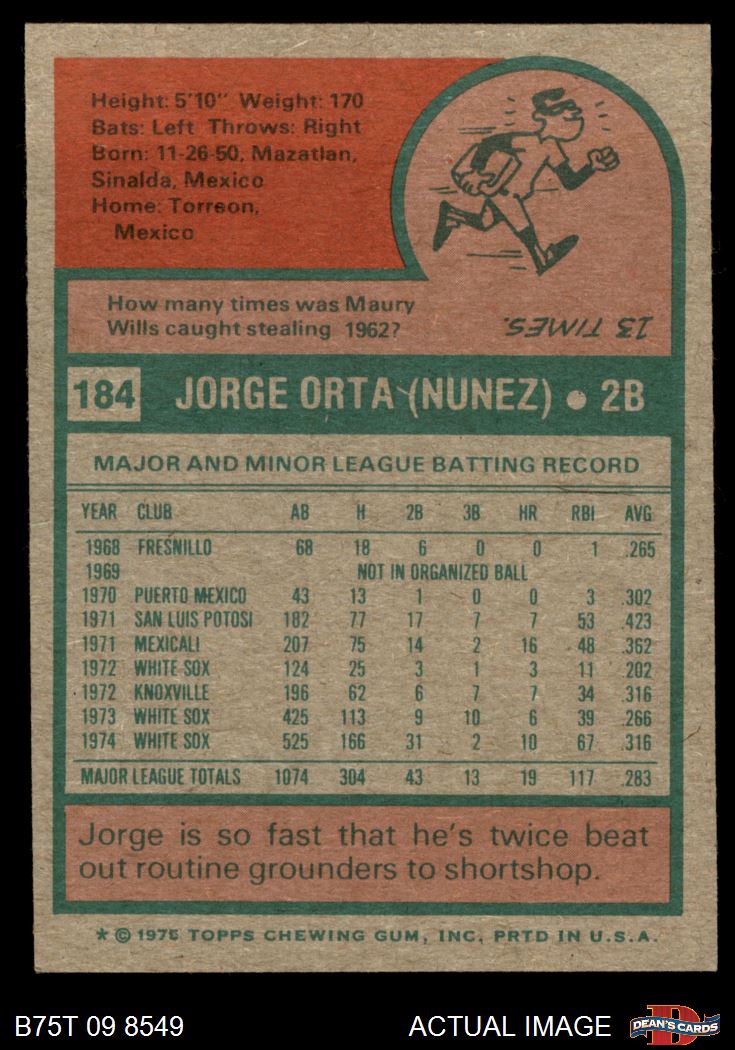 Height: 5'10" Weight: 170
Bats: Left Throws: Right
Born: 11-26-50, Mazatlan,
Sinalda, Mexico
Home: Torreon,
Mexico
How many times was Maury
Wills caught stealing 1962?
13 TIMES.
184 JORGE ORTA (NUNEZ) • 2B
MAJOR AND MINOR LEAGUE BATTING RECORD
YEAR CLUB AB H 2B 3B HR RBI AVG
1968 FRESNILLO 68 18 6 0 0 1 .265
1969 NOT IN ORGANIZED BALL
1970 PUERTO MEXICO 43 13 1 0 0 3 .302
1971 SAN LUIS POTOSI 182 77 17 7 7 53 .423
1971 MEXICALI 207 75 14 2 16 48 .362
1972 WHITE SOX 124 25 3 1 3 11 .202
1972 KNOXVILLE 196 62 6 7 7 34 .316
1973 WHITE SOX 425 113 9 10 6 39 .266
1974 WHITE SOX 525 166 31 2 10 67 .316
MAJOR LEAGUE TOTALS 1074 304 43 13 19 117 .283
Jorge is so fast that he's twice beat
out routine grounders to shortshop.
* © 1975 TOPPS CHEWING GUM, INC. PRTD IN U.S.A.
B75T 09 8549 ACTUAL IMAGE
DEAN'S CARDS